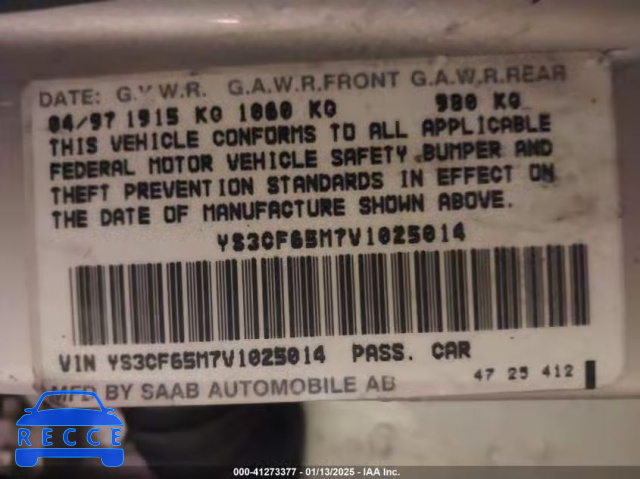 DATE: G.V.W.R. G.A.W.R.FRONT G.A.W.R.REAR
04/97 1915 KG 1060 KG 980 KG
THIS VEHICLE CONFORMS TO ALL APPLICABLE
FEDERAL MOTOR VEHICLE SAFETY, BUMPER AND
THEFT PREVENTION STANDARDS IN EFFECT ON
THE DATE OF MANUFACTURE SHOWN ABOVE.
YS3CF65M7V1025014
VIN YS3CF65M7V1025014 PASS. CAR
MFD BY SAAB AUTOMOBILE AB 47 25 412
RECCE
000-41273377 - 01/13/2025 - IAA Inc.